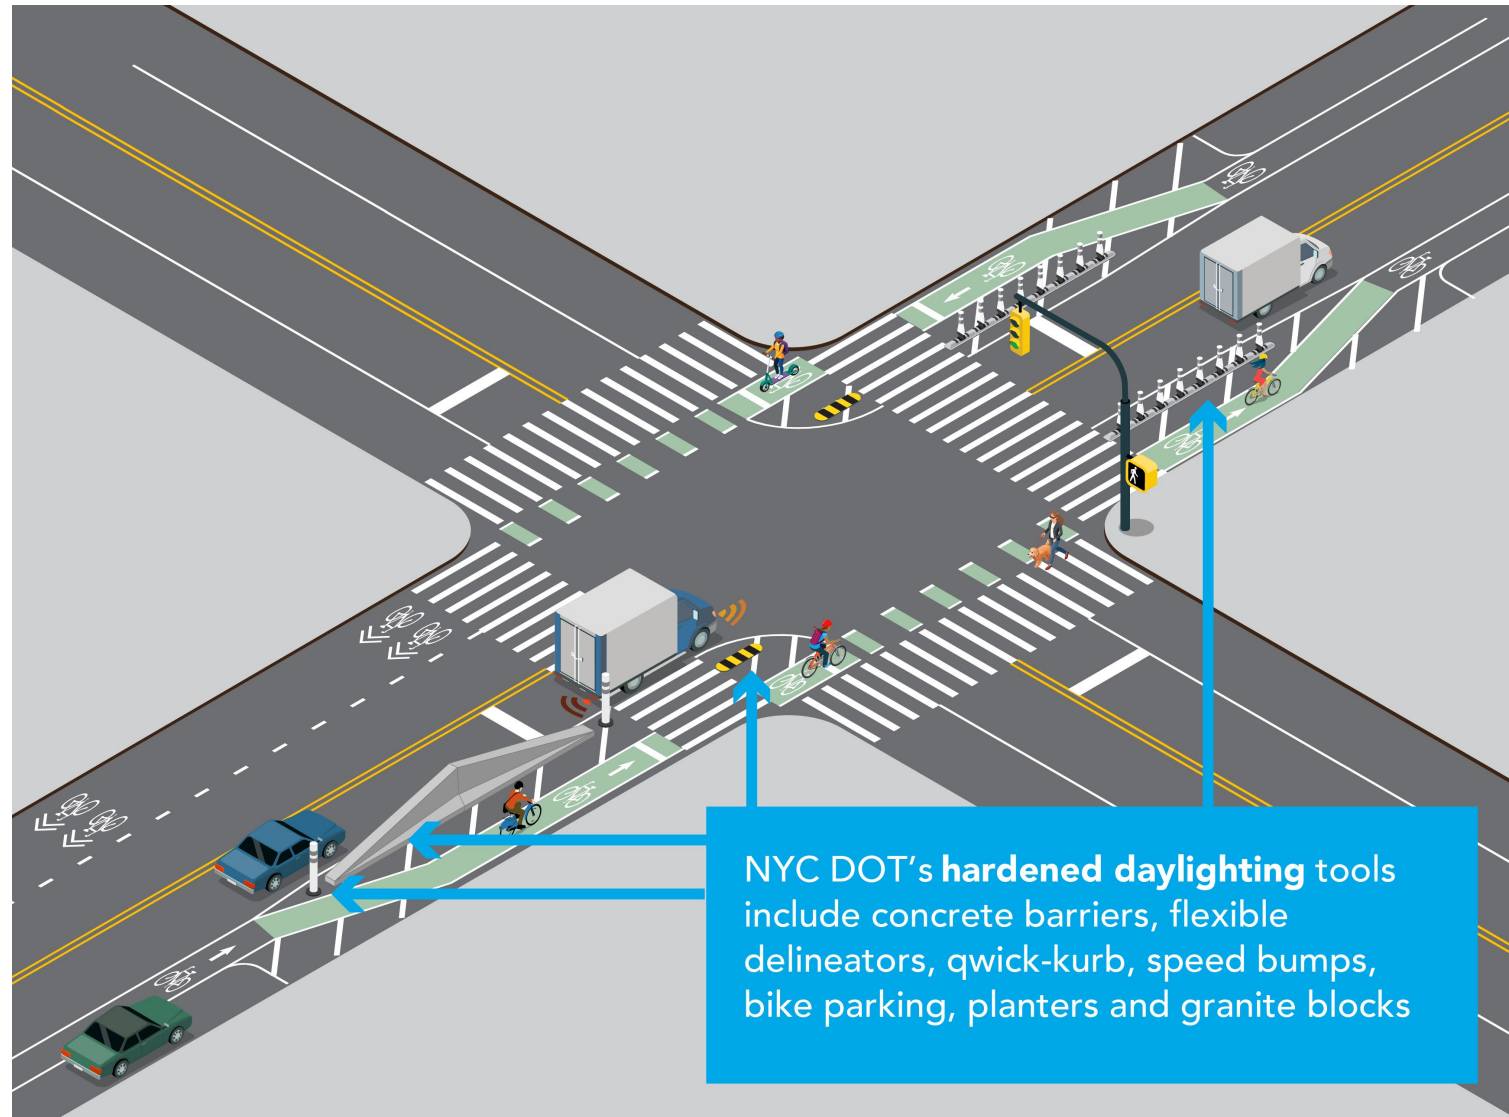 NYC DOT’s hardened daylighting tools
include concrete barriers, flexible
delineators, qwick-kurb, speed bumps,
bike parking, planters and granite blocks